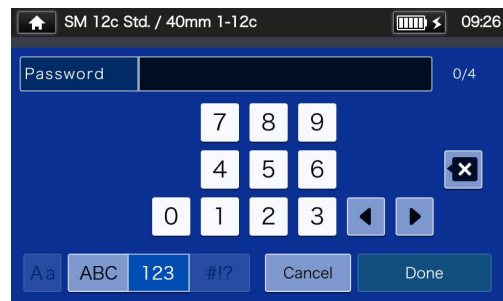 SM 12c Std. / 40mm 1-12c 09:26
Password 0/4
7 8 9
4 5 6
0 1 2 3
Aa ABC 123 #!? Cancel Done